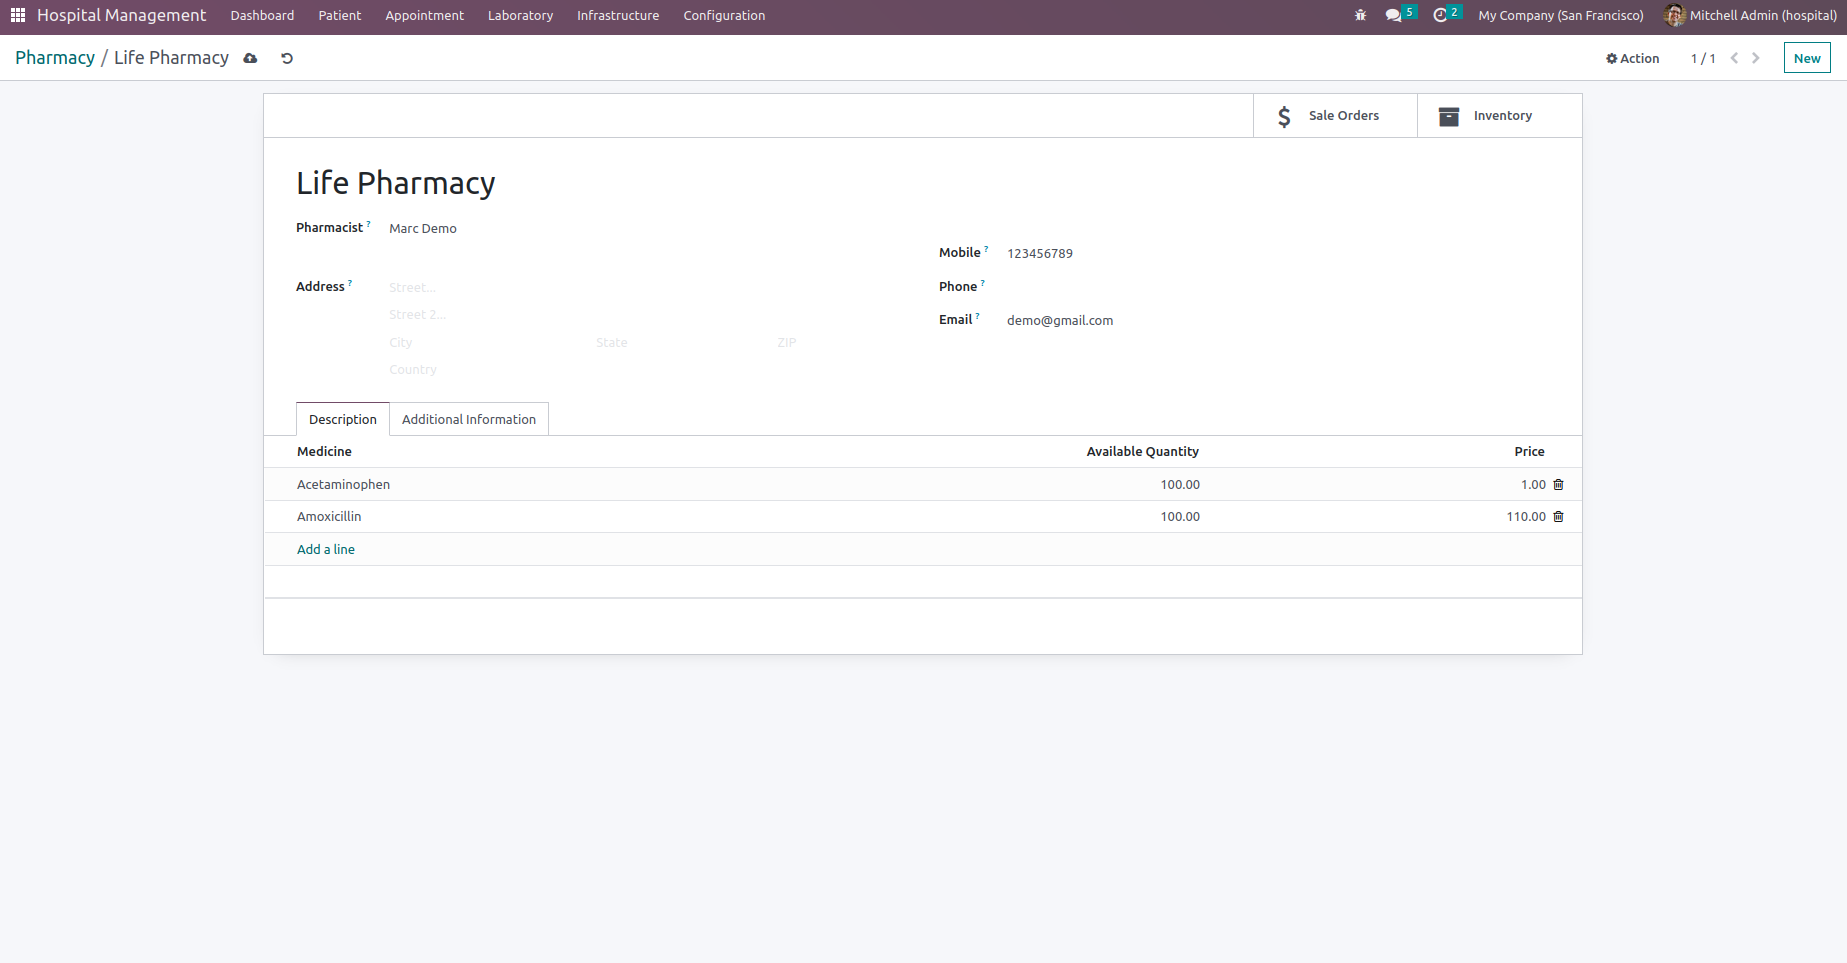 Hospital Management Dashboard Patient Appointment Laboratory Infrastructure Configuration 5 2 My Company (San Francisco) Mitchell Admin (hospital)
Pharmacy / Life Pharmacy Action 1 / 1 New
Sale Orders Inventory
Life Pharmacy
Pharmacist ? Marc Demo
Mobile ? 123456789
Address ? Street... Phone ?
Street 2... Email ? demo@gmail.com
City State ZIP
Country
Description Additional Information
Medicine Available Quantity Price
Acetaminophen 100.00 1.00
Amoxicillin 100.00 110.00
Add a line